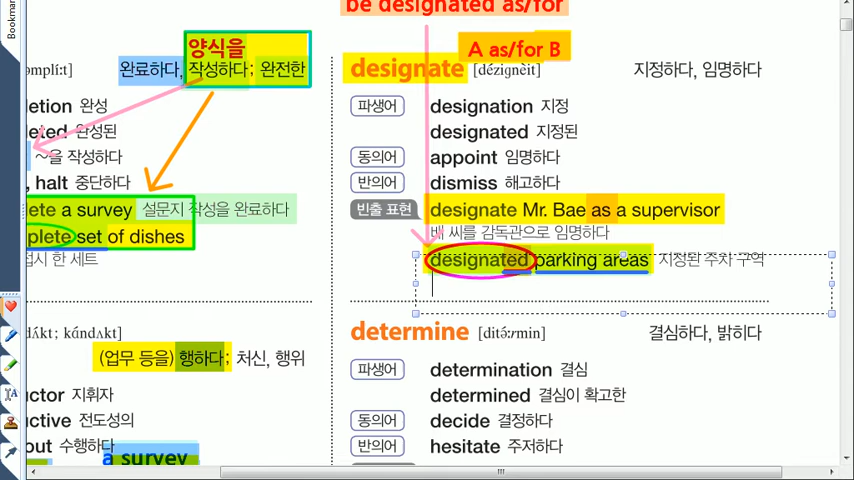 Bookmar
be designated as/for
양식을
A as/for B
완료하다, 작성하다; 완전한
omplíːt]
letion 완성
leted 완성된
~을 작성하다
, halt 중단하다
ete a survey 설문지 작성을 완료하다
plete set of dishes
접시 한 세트
designate [dézignèit] 지정하다, 임명하다
파생어 designation 지정
designated 지정된
동의어 appoint 임명하다
반의어 dismiss 해고하다
빈출 표현 designate Mr. Bae as a supervisor
배 씨를 감독관으로 임명하다
designated parking areas 지정된 주차 구역
ndʌ́kt; kɑ́ndʌkt]
(업무 등을) 행하다; 처신, 행위
uctor 지휘자
uctive 전도성의
out 수행하다
a survey
determine [ditə́ːrmin] 결심하다, 밝히다
파생어 determination 결심
determined 결심이 확고한
동의어 decide 결정하다
반의어 hesitate 주저하다